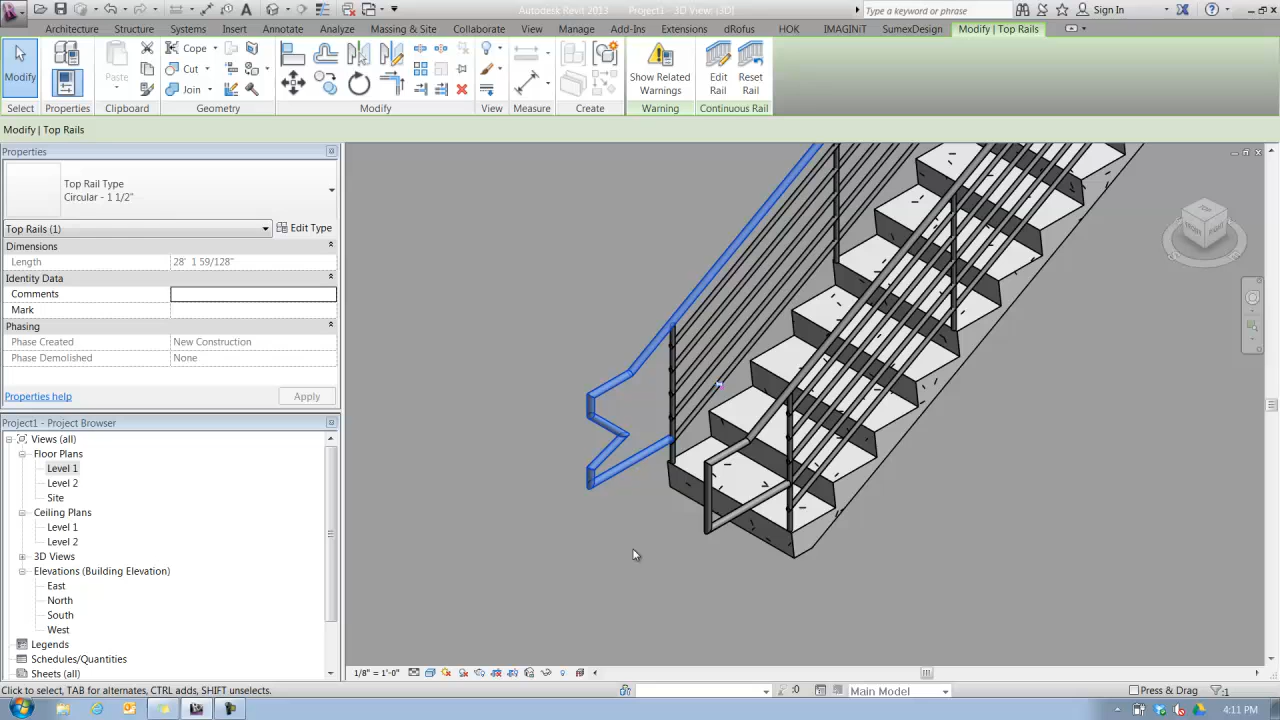 Autodesk Revit 2013 - Project1 - 3D View: {3D}
Type a keyword or phrase
Sign In
Architecture Structure Systems Insert Annotate Analyze Massing & Site Collaborate View Manage Add-Ins Extensions dRofus HOK IMAGINiT SumexDesign Modify | Top Rails
Modify
Paste
Cope
Cut
Join
Show Related Warnings
Edit Rail
Reset Rail
Select Properties Clipboard Geometry Modify View Measure Create Warning Continuous Rail
Modify | Top Rails
Properties
Top Rail Type
Circular - 1 1/2"
Top Rails (1)
Edit Type
Dimensions
Length 28' 1 59/128"
Identity Data
Comments
Mark
Phasing
Phase Created New Construction
Phase Demolished None
Properties help
Apply
Project1 - Project Browser
Views (all)
Floor Plans
Level 1
Level 2
Site
Ceiling Plans
Level 1
Level 2
3D Views
Elevations (Building Elevation)
East
North
South
West
Legends
Schedules/Quantities
Sheets (all)
TOP
FRONT
1/8" = 1'-0"
Click to select, TAB for alternates, CTRL adds, SHIFT unselects.
:0
Main Model
Press & Drag
:1
4:11 PM